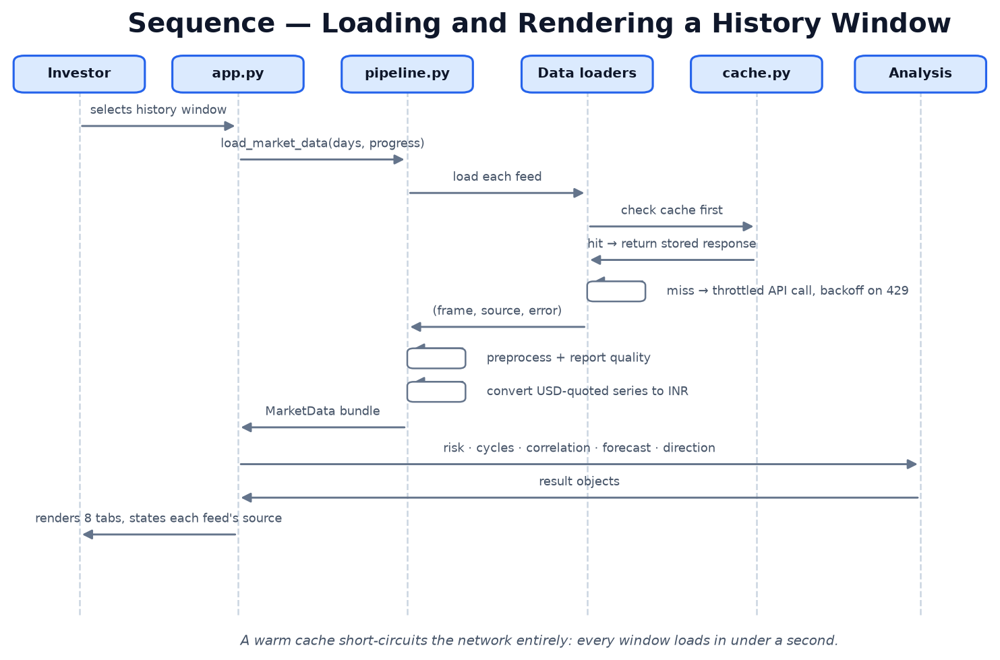 Sequence — Loading and Rendering a History Window
Investor
app.py
pipeline.py
Data loaders
cache.py
Analysis
selects history window
load_market_data(days, progress)
load each feed
check cache first
hit → return stored response
miss → throttled API call, backoff on 429
(frame, source, error)
preprocess + report quality
convert USD-quoted series to INR
MarketData bundle
risk · cycles · correlation · forecast · direction
result objects
renders 8 tabs, states each feed's source
A warm cache short-circuits the network entirely: every window loads in under a second.